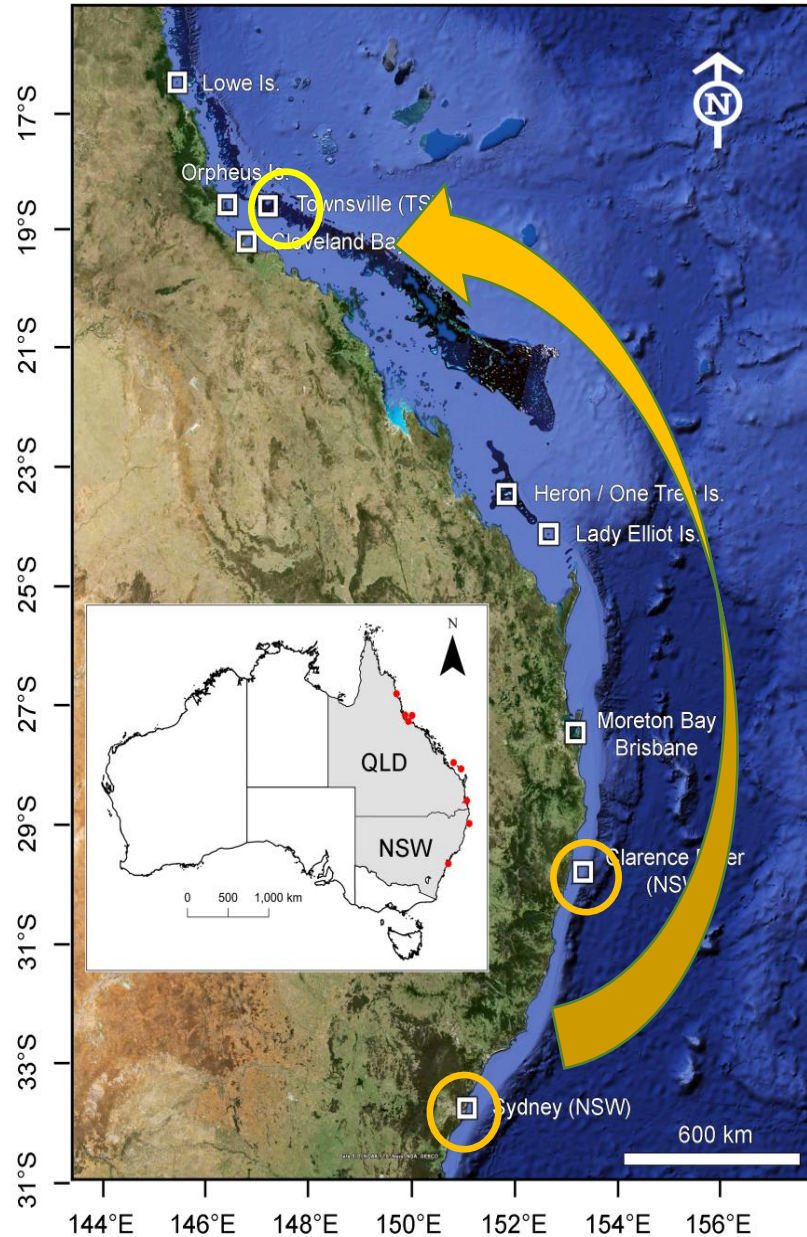 N
17°S
19°S
21°S
23°S
25°S
27°S
29°S
31°S
33°S
31°S
Lowe Is.
Orpheus Is.
Townsville (TS
Cleveland Ba
Heron / One Tree Is.
Lady Elliot Is.
Moreton Bay
Brisbane
Clarence River
(NSW
Sydney (NSW)
600 km
N
QLD
NSW
0 500 1,000 km
144°E 146°E 148°E 150°E 152°E 154°E 156°E